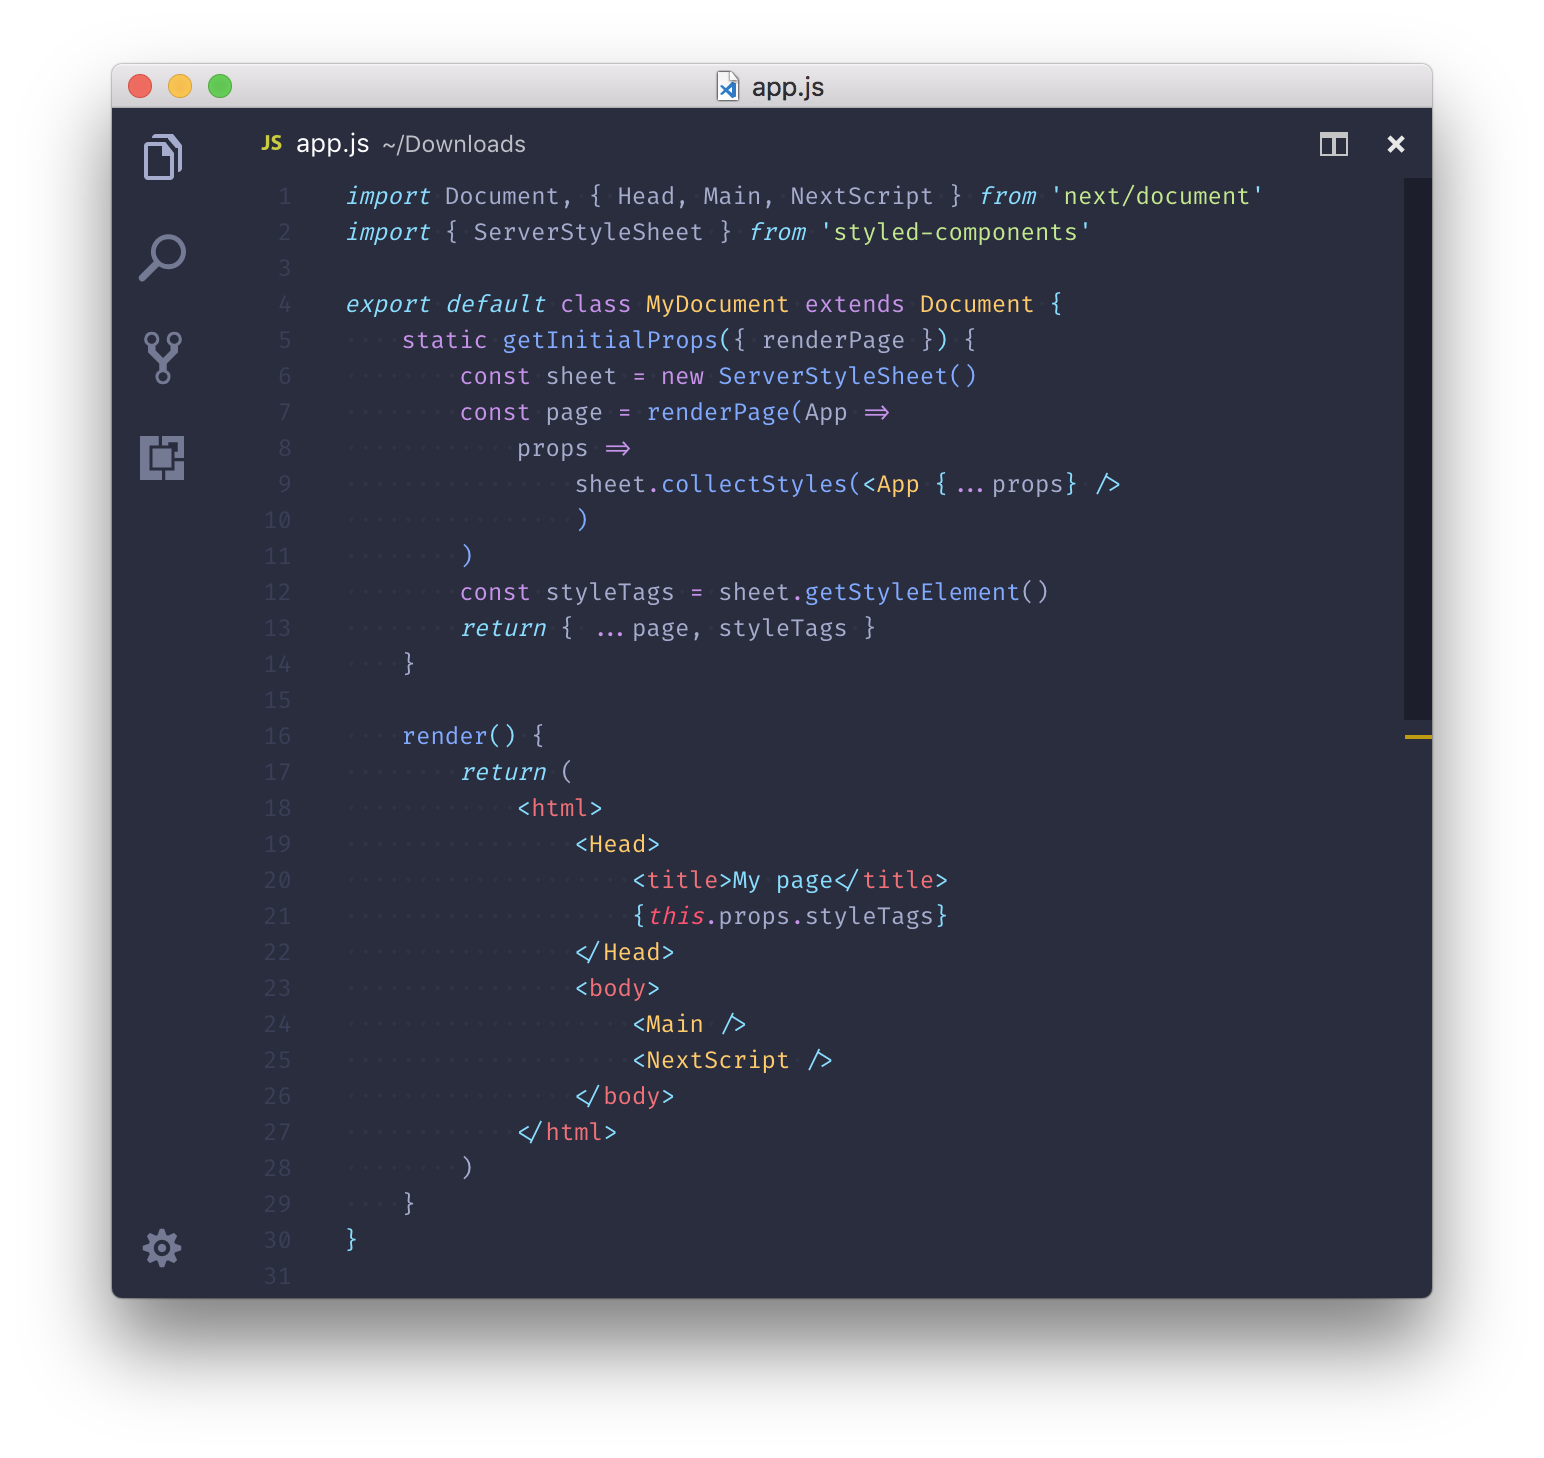 app.js
JS app.js ~/Downloads
1 import Document, { Head, Main, NextScript } from 'next/document'
2 import { ServerStyleSheet } from 'styled-components'
3
4 export default class MyDocument extends Document {
5     static getInitialProps({ renderPage }) {
6         const sheet = new ServerStyleSheet()
7         const page = renderPage(App =>
8             props =>
9                 sheet.collectStyles(<App {...props} />
10                 )
11         )
12         const styleTags = sheet.getStyleElement()
13         return { ...page, styleTags }
14     }
15
16     render() {
17         return (
18             <html>
19                 <Head>
20                     <title>My page</title>
21                     {this.props.styleTags}
22                 </Head>
23                 <body>
24                     <Main />
25                     <NextScript />
26                 </body>
27             </html>
28         )
29     }
30 }
31